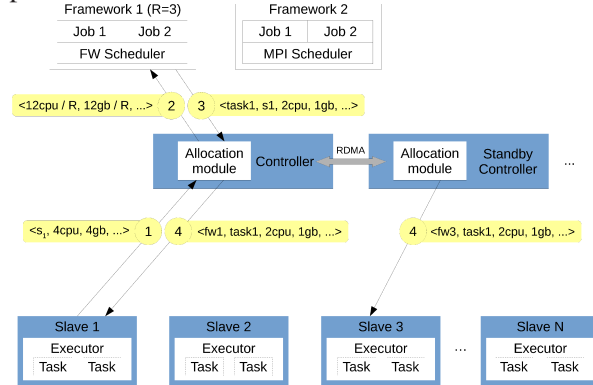 Framework 1 (R=3)
Framework 2
Job 1 Job 2
Job 1 Job 2
FW Scheduler
MPI Scheduler
<12cpu / R, 12gb / R, ...> 2
3 <task1, s1, 2cpu, 1gb, ...>
Allocation
module
Controller
RDMA
Allocation
module
Standby
Controller
...
<s1, 4cpu, 4gb, ...> 1
4 <fw1, task1, 2cpu, 1gb, ...>
4 <fw3, task1, 2cpu, 1gb, ...>
Slave 1
Executor
Task Task
Slave 2
Executor
Task Task
Slave 3
Executor
Task Task
...
Slave N
Executor
Task Task